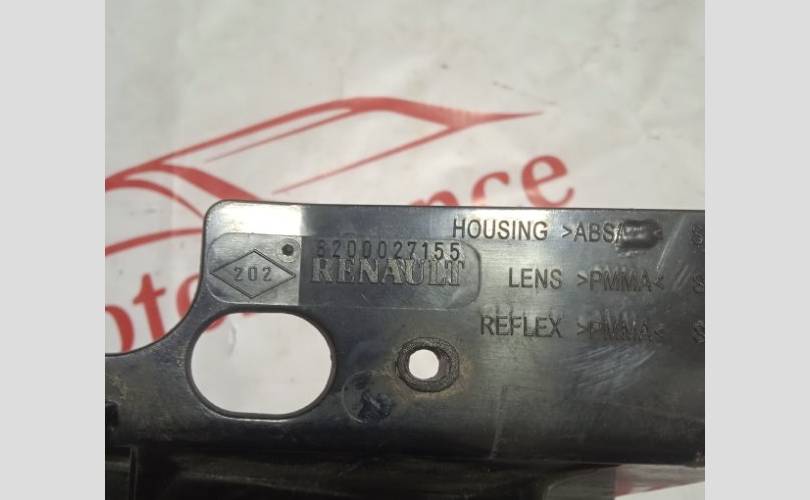 HOUSING >ABS
8200027155
202
RENAULT
LENS >PMMA<
REFLEX >PMMA<